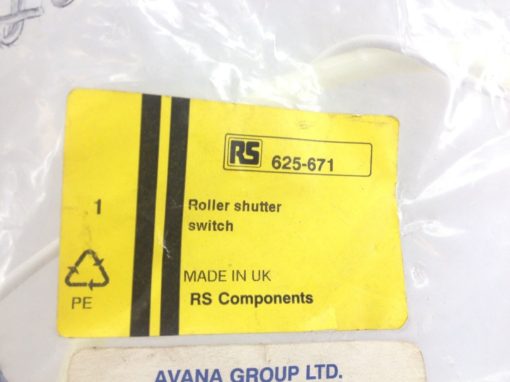 RS 625-671
1
Roller shutter
switch
MADE IN UK
PE
RS Components
AVANA GROUP LTD.